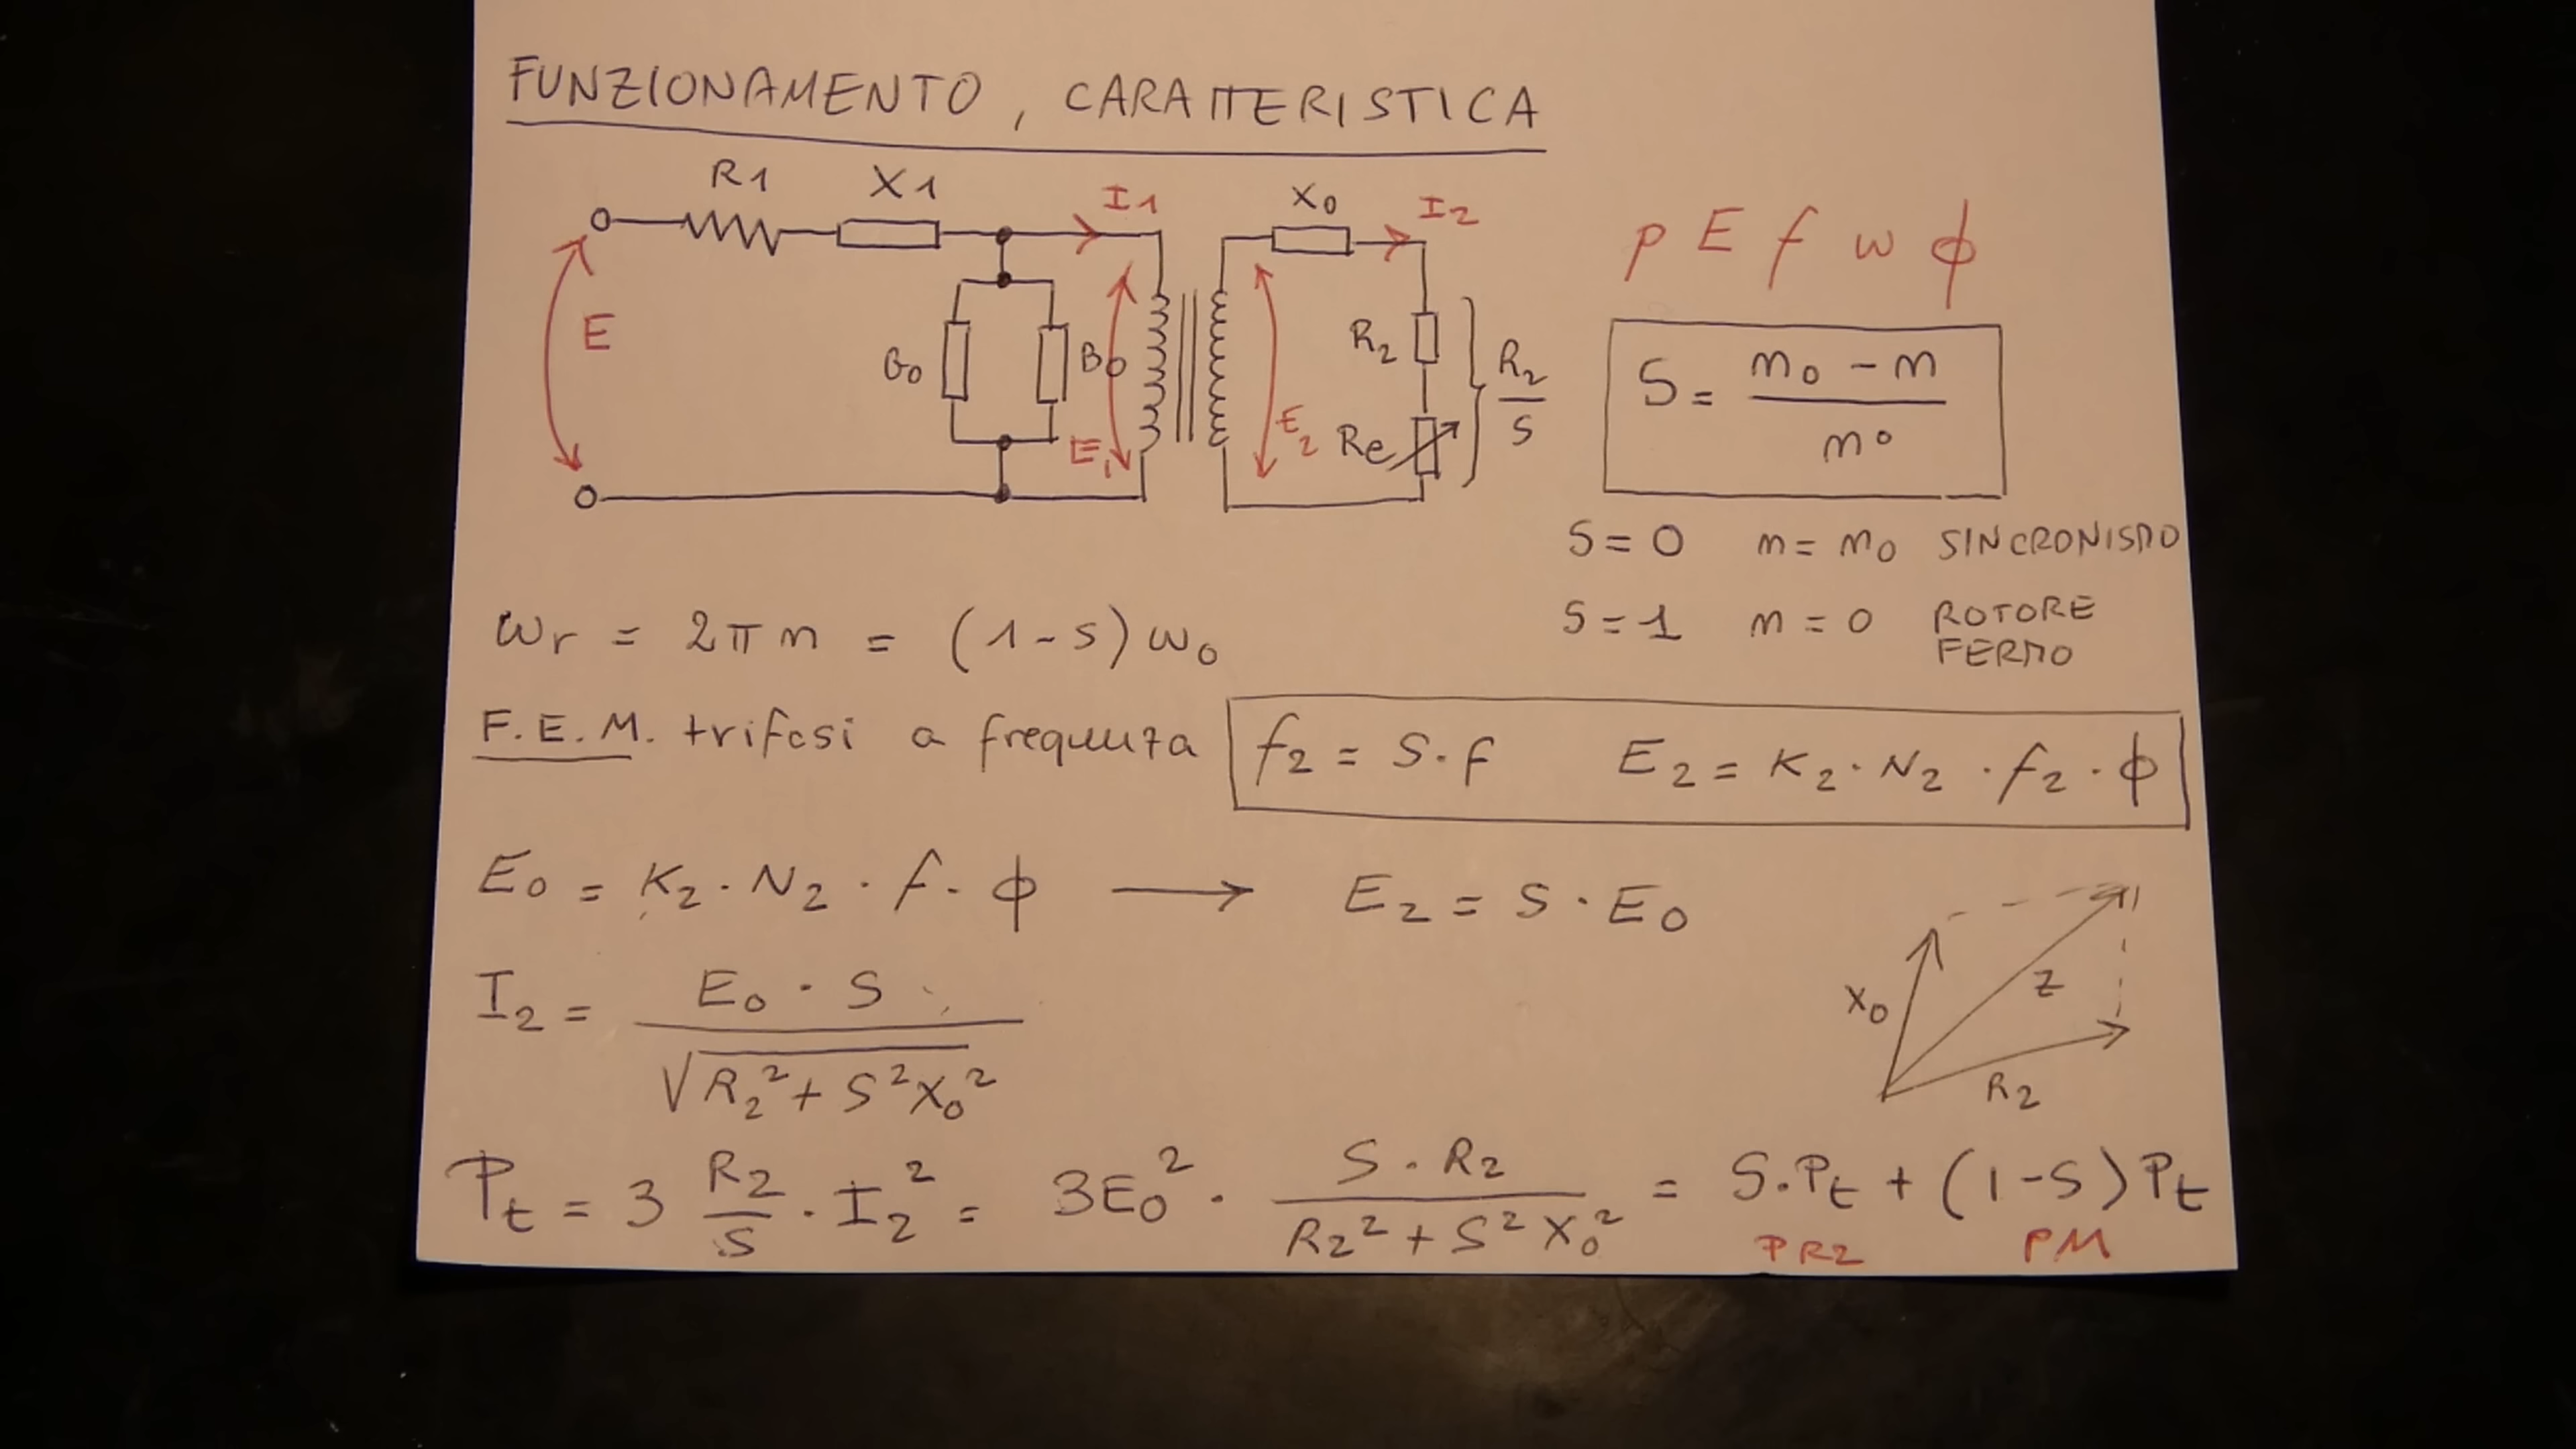 FUNZIONAMENTO, CARATTERISTICA
R1 X1 I1 X0 I2
p E f w ϕ
E
G0 B0
E1
E2
R2
Re
R2/S
S = (m0 - m) / m0
S = 0 m = m0 SINCRONISMO
S = 1 m = 0 ROTORE
FERMO
ωr = 2πn = (1-s)ω0
F.E.M. trifasi a frequenza f2 = S·f E2 = K2·N2·f2·ϕ
E0 = K2·N2·f·ϕ → E2 = S·E0
I2 = (E0·S) / √(R2² + S²X0²)
X0 Z R2
Pt = 3 R2/S · I2² = 3E0² · (S·R2) / (R2² + S²X0²) = S·Pt + (1-S)Pt
PR2 PM